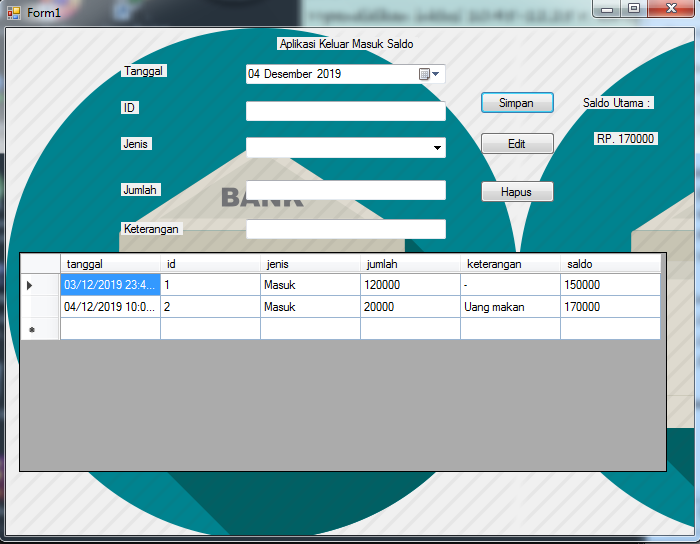 Form1
Aplikasi Keluar Masuk Saldo
Tanggal
04 Desember 2019
ID
Simpan
Saldo Utama :
Jenis
Edit
RP. 170000
Jumlah
Hapus
BANK
Keterangan
tanggal id jenis jumlah keterangan saldo
03/12/2019 23:4... 1 Masuk 120000 - 150000
04/12/2019 10:0... 2 Masuk 20000 Uang makan 170000